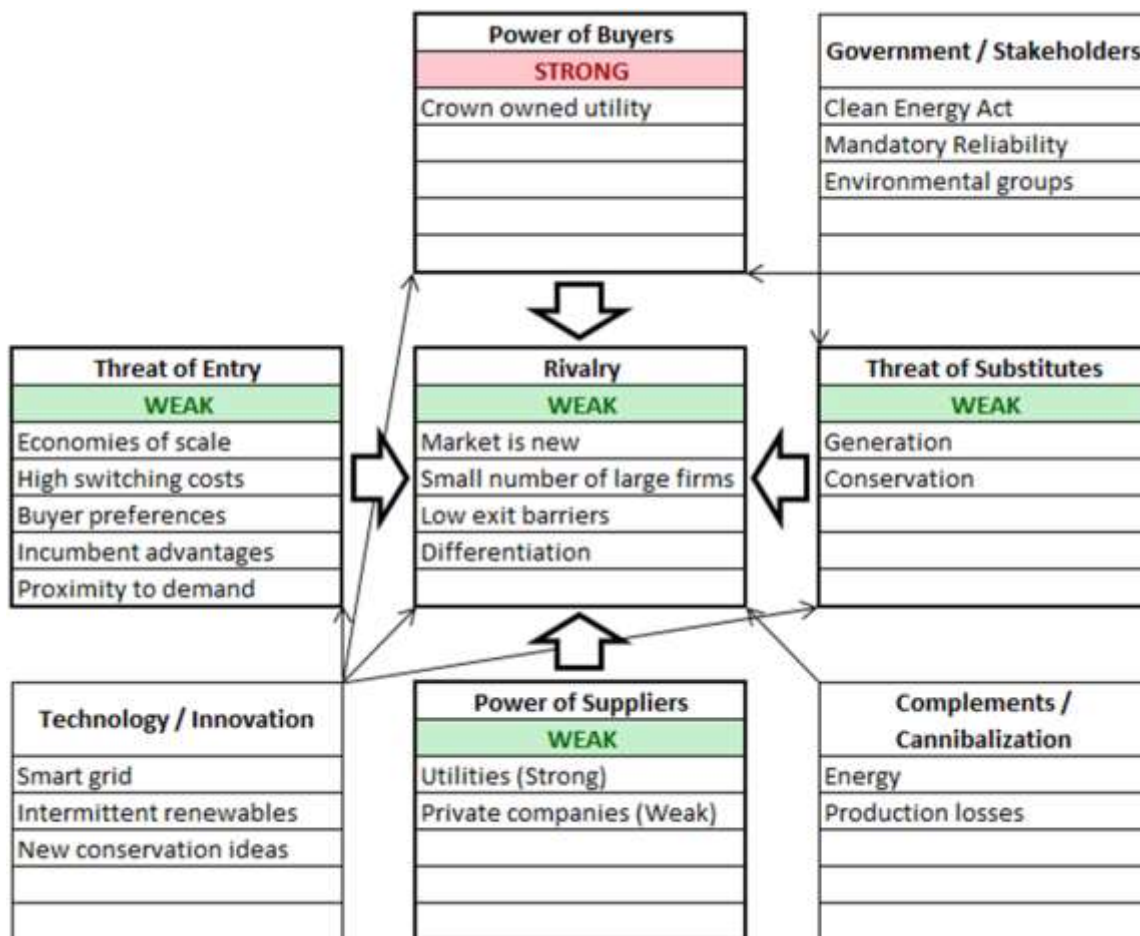 Power of Buyers
STRONG
Crown owned utility
Government / Stakeholders
Clean Energy Act
Mandatory Reliability
Environmental groups
Threat of Entry
WEAK
Economies of scale
High switching costs
Buyer preferences
Incumbent advantages
Proximity to demand
Rivalry
WEAK
Market is new
Small number of large firms
Low exit barriers
Differentiation
Threat of Substitutes
WEAK
Generation
Conservation
Technology / Innovation
Smart grid
Intermittent renewables
New conservation ideas
Power of Suppliers
WEAK
Utilities (Strong)
Private companies (Weak)
Complements /
Cannibalization
Energy
Production losses